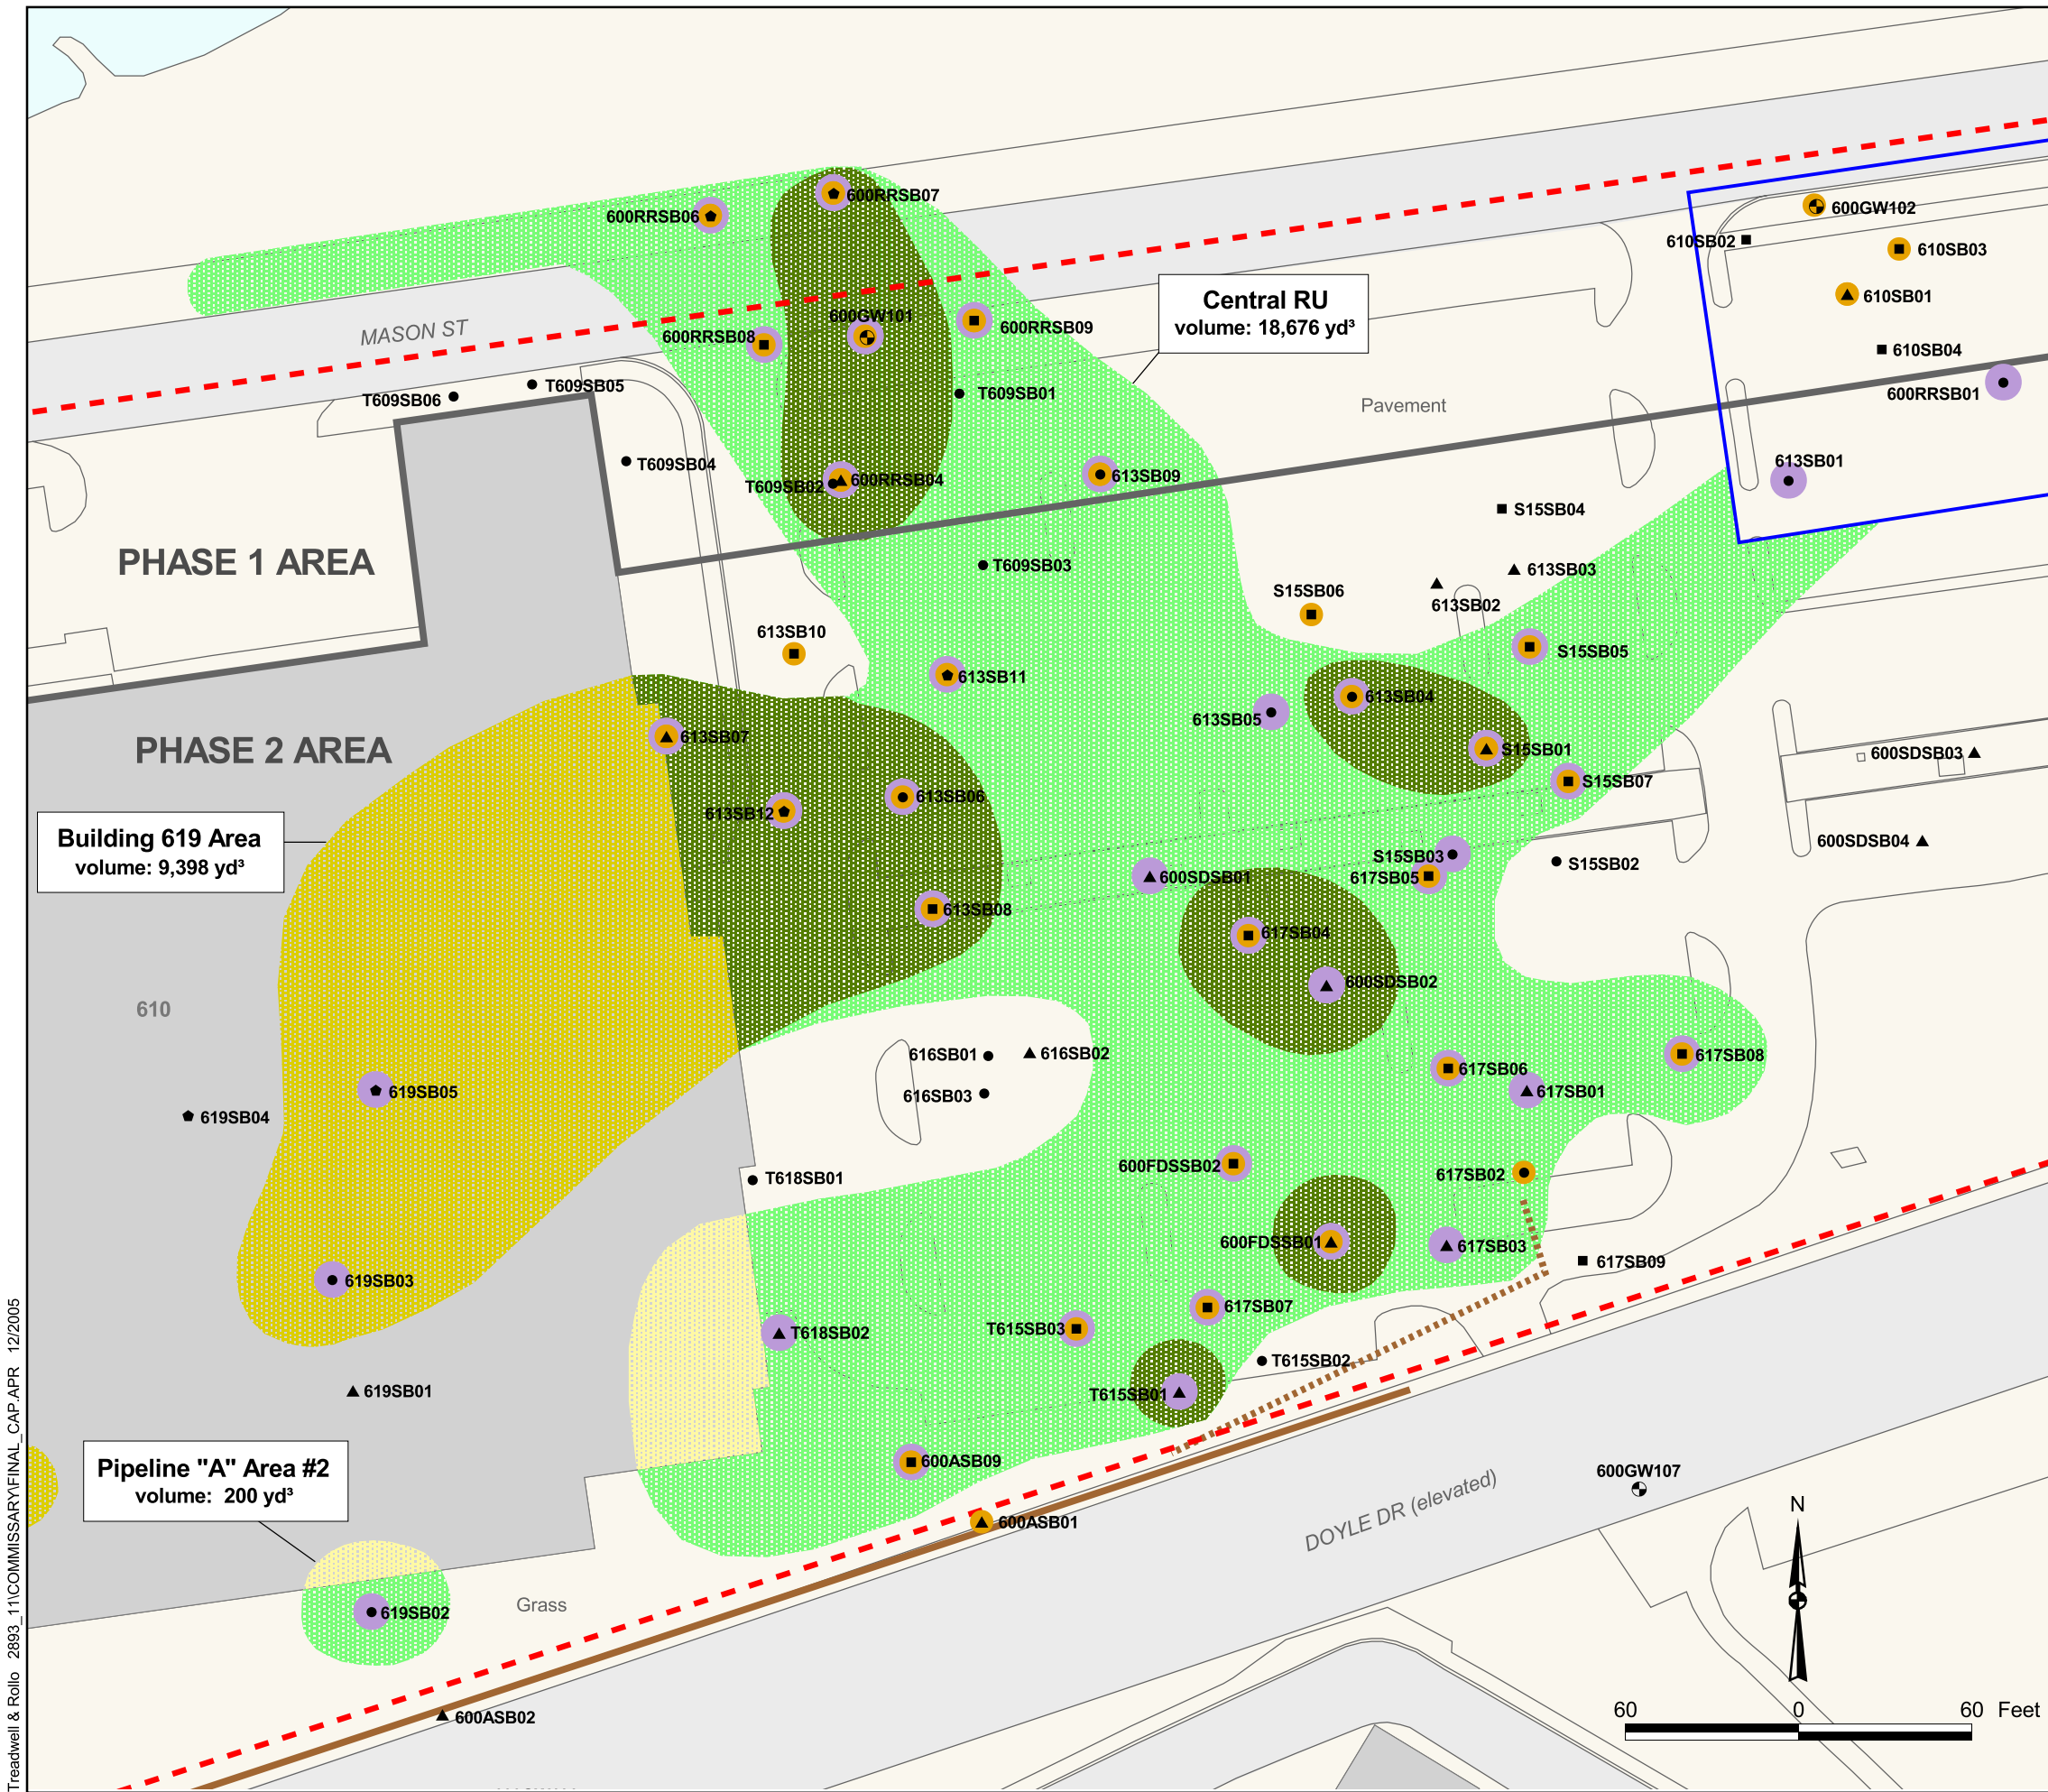 600RRSB07
600RRSB06
600GW102
610SB02
610SB03
Central RU
volume: 18,676 yd³
610SB01
600GW101
600RRSB09
MASON ST
600RRSB08
610SB04
T609SB05
T609SB06
T609SB01
600RRSB01
Pavement
T609SB04
613SB01
613SB09
T609SB02
600RRSB04
S15SB04
PHASE 1 AREA
T609SB03
613SB03
S15SB06
613SB02
613SB10
S15SB05
613SB11
613SB04
613SB05
613SB07
PHASE 2 AREA
S15SB01
600SDSB03
S15SB07
613SB06
613SB12
Building 619 Area
volume: 9,398 yd³
600SDSB04
S15SB03
S15SB02
600SDSB01
617SB05
613SB08
617SB04
600SDSB02
610
616SB01
616SB02
617SB08
617SB06
619SB05
617SB01
616SB03
619SB04
600FDSSB02
617SB02
T618SB01
600FDSSB01
617SB03
617SB09
619SB03
617SB07
T615SB03
T618SB02
T615SB02
619SB01
T615SB01
600ASB09
Pipeline "A" Area #2
volume: 200 yd³
600GW107
DOYLE DR (elevated)
N
600ASB01
Grass
619SB02
60 0 60 Feet
600ASB02
Treadwell & Rollo 2893_11\COMMISSARY\FINAL_CAP.APR 12/2005